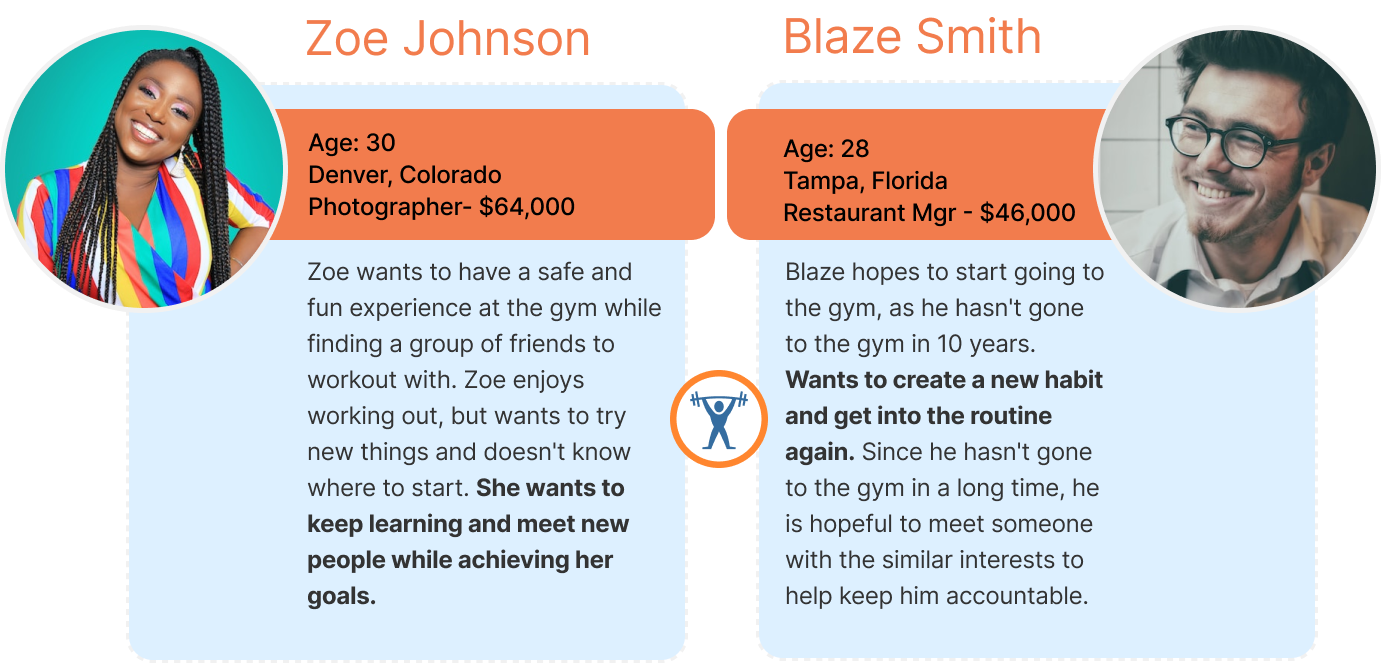 Zoe Johnson
Age: 30
Denver, Colorado
Photographer- $64,000
Zoe wants to have a safe and
fun experience at the gym while
finding a group of friends to
workout with. Zoe enjoys
working out, but wants to try
new things and doesn't know
where to start. She wants to
keep learning and meet new
people while achieving her
goals.
Blaze Smith
Age: 28
Tampa, Florida
Restaurant Mgr - $46,000
Blaze hopes to start going to
the gym, as he hasn't gone
to the gym in 10 years.
Wants to create a new habit
and get into the routine
again. Since he hasn't gone
to the gym in a long time, he
is hopeful to meet someone
with the similar interests to
help keep him accountable.